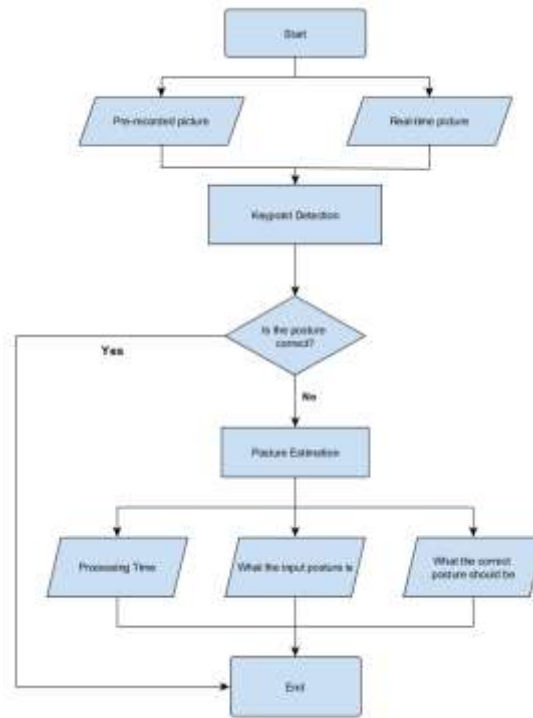 Start
Pre-recorded picture
Real-time picture
Keypoint Detection
Is the posture
correct?
Yes
No
Posture Estimation
Processing Time
What the input posture is
What the correct
posture should be
End